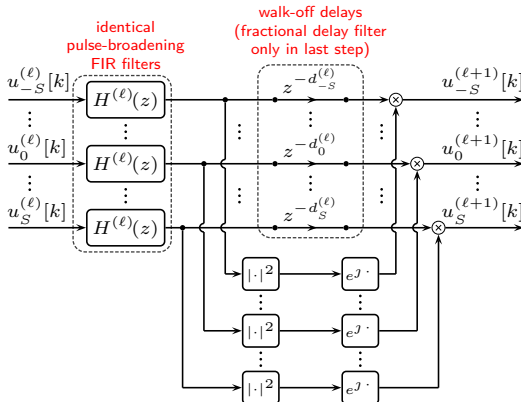 identical
pulse-broadening
FIR filters
walk-off delays
(fractional delay filter
only in last step)
u_{-S}^{(ℓ)}[k] H^{(ℓ)}(z) z^{-d_{-S}^{(ℓ)}} ⊗ u_{-S}^{(ℓ+1)}[k]
⋮ ⋮ ⋮ ⋮ ⋮
u_0^{(ℓ)}[k] H^{(ℓ)}(z) z^{-d_0^{(ℓ)}} ⊗ u_0^{(ℓ+1)}[k]
⋮ ⋮ ⋮ ⋮ ⋮
u_S^{(ℓ)}[k] H^{(ℓ)}(z) z^{-d_S^{(ℓ)}} ⊗ u_S^{(ℓ+1)}[k]
|·|^2 e^{J·}
⋮ ⋮
|·|^2 e^{J·}
⋮ ⋮
|·|^2 e^{J·}